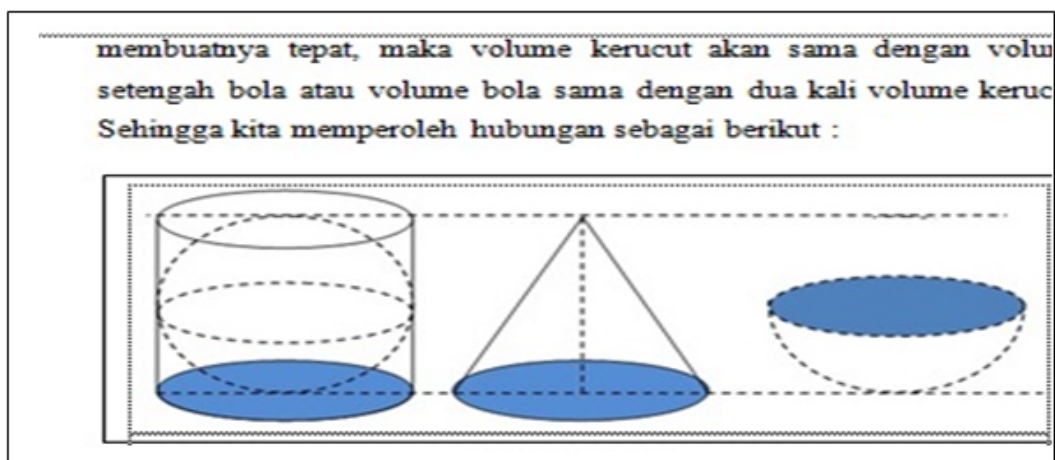 membuatnya tepat, maka volume kerucut akan sama dengan
setengah bola atau volume bola sama dengan dua kali volume
Sehingga kita memperoleh hubungan sebagai berikut :